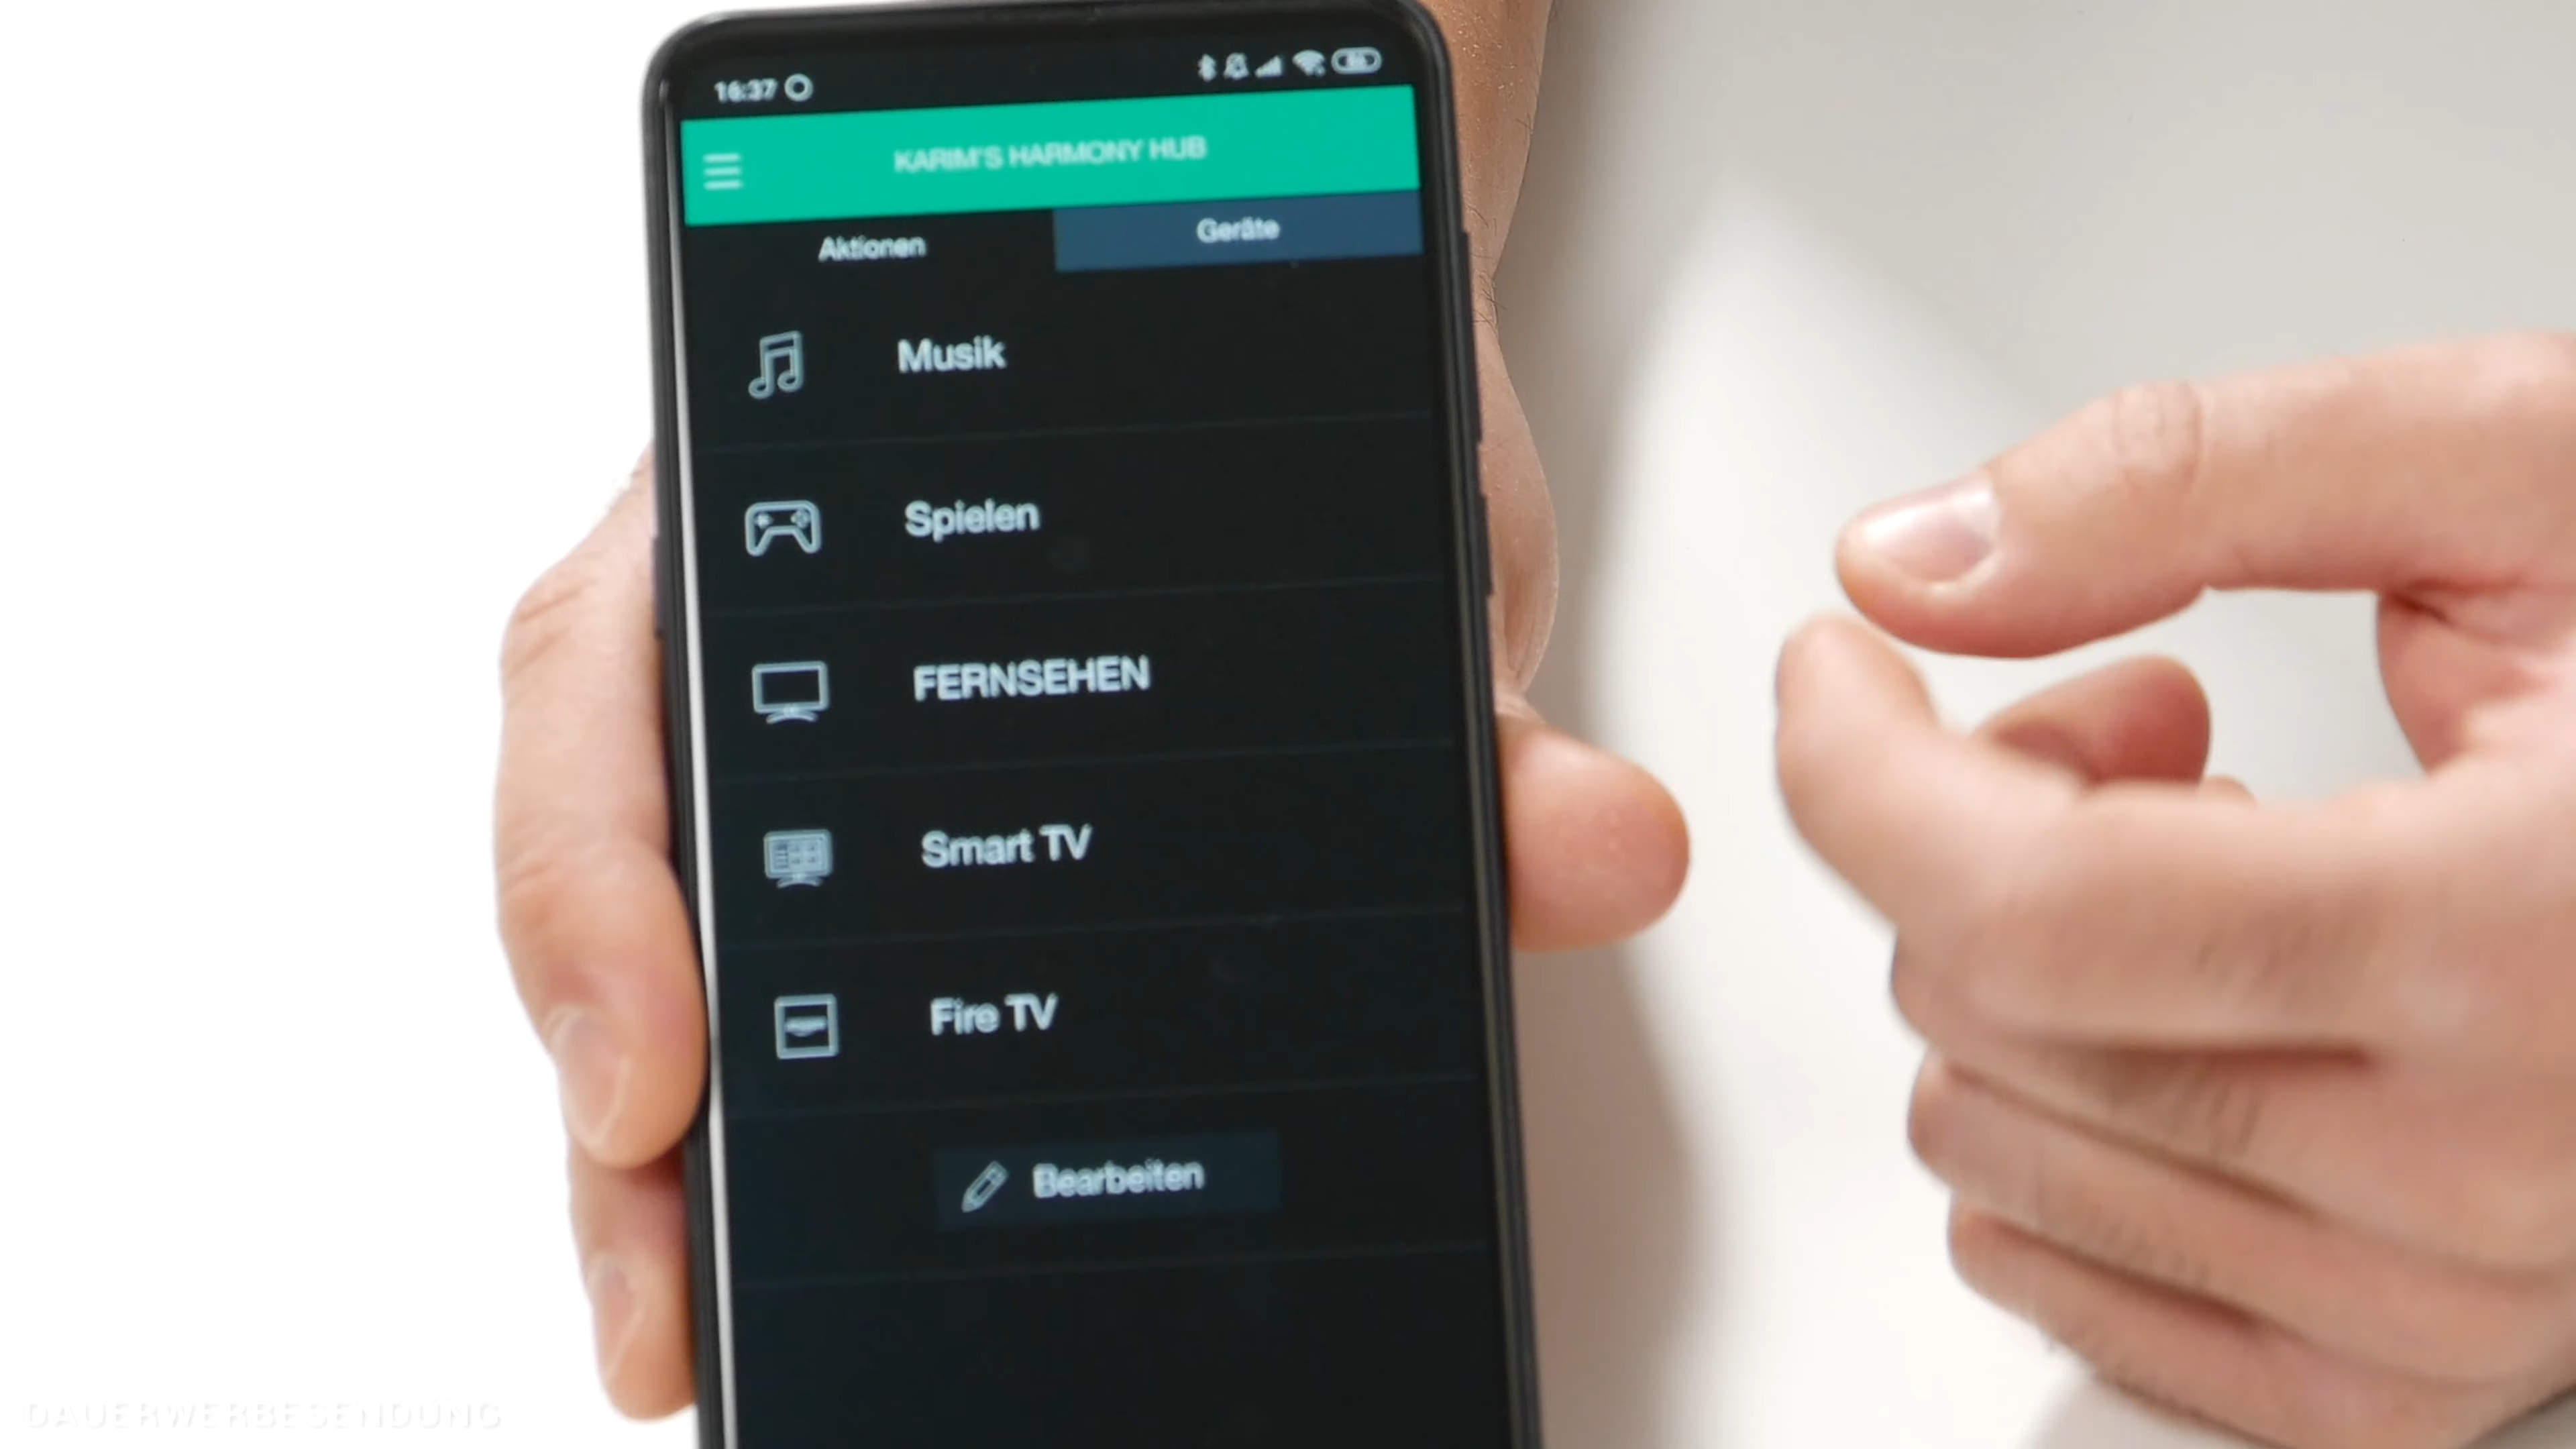 16:37
KARIM'S HARMONY HUB
Aktionen
Geräte
Musik
Spielen
FERNSEHEN
Smart TV
Fire TV
Bearbeiten
DAUERWERBESENDUNG